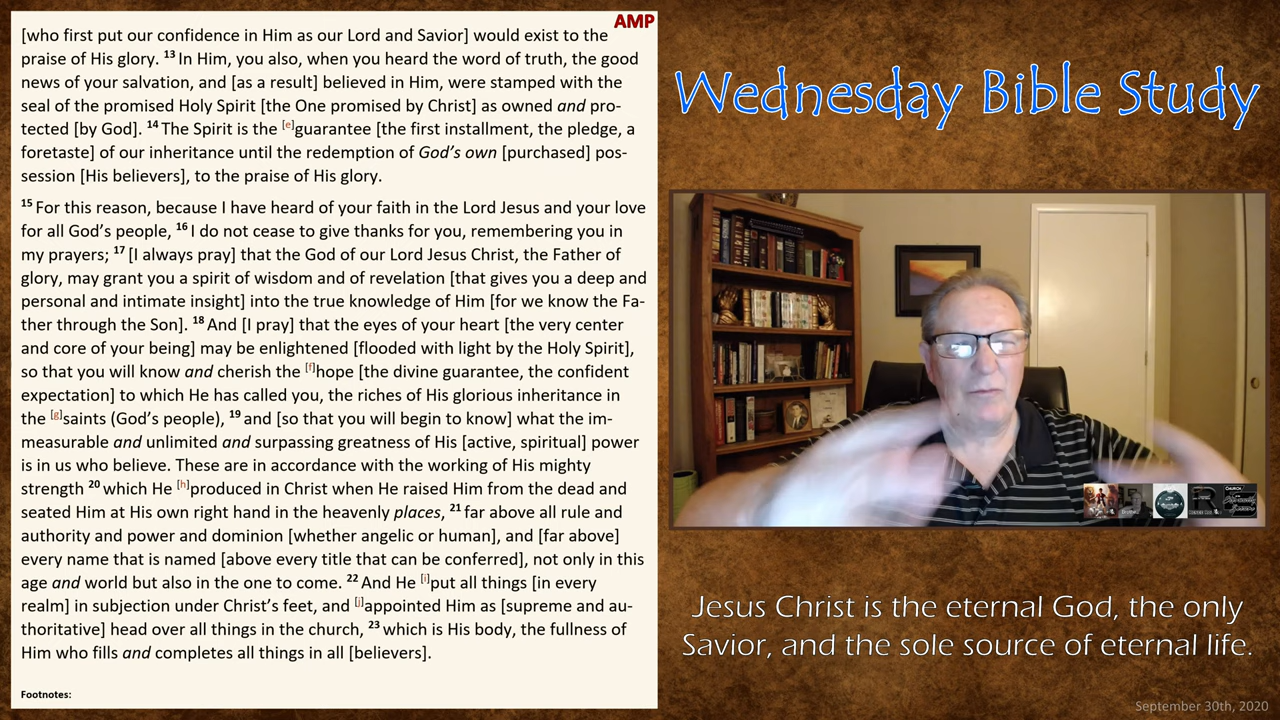 AMP
[who first put our confidence in Him as our Lord and Savior] would exist to the
praise of His glory. 13 In Him, you also, when you heard the word of truth, the good
news of your salvation, and [as a result] believed in Him, were stamped with the
seal of the promised Holy Spirit [the One promised by Christ] as owned and pro-
tected [by God]. 14 The Spirit is the [e]guarantee [the first installment, the pledge, a
foretaste] of our inheritance until the redemption of God's own [purchased] pos-
session [His believers], to the praise of His glory.
15 For this reason, because I have heard of your faith in the Lord Jesus and your love
for all God's people, 16 I do not cease to give thanks for you, remembering you in
my prayers; 17 [I always pray] that the God of our Lord Jesus Christ, the Father of
glory, may grant you a spirit of wisdom and of revelation [that gives you a deep and
personal and intimate insight] into the true knowledge of Him [for we know the Fa-
ther through the Son]. 18 And [I pray] that the eyes of your heart [the very center
and core of your being] may be enlightened [flooded with light by the Holy Spirit],
so that you will know and cherish the [f]hope [the divine guarantee, the confident
expectation] to which He has called you, the riches of His glorious inheritance in
the [g]saints (God's people), 19 and [so that you will begin to know] what the im-
measurable and unlimited and surpassing greatness of His [active, spiritual] power
is in us who believe. These are in accordance with the working of His mighty
strength 20 which He [h]produced in Christ when He raised Him from the dead and
seated Him at His own right hand in the heavenly places, 21 far above all rule and
authority and power and dominion [whether angelic or human], and [far above]
every name that is named [above every title that can be conferred], not only in this
age and world but also in the one to come. 22 And He [i]put all things [in every
realm] in subjection under Christ's feet, and [j]appointed Him as [supreme and au-
thoritative] head over all things in the church, 23 which is His body, the fullness of
Him who fills and completes all things in all [believers].
Footnotes:
Wednesday Bible Study
Jesus Christ is the eternal God, the only
Savior, and the sole source of eternal life.
September 30th, 2020